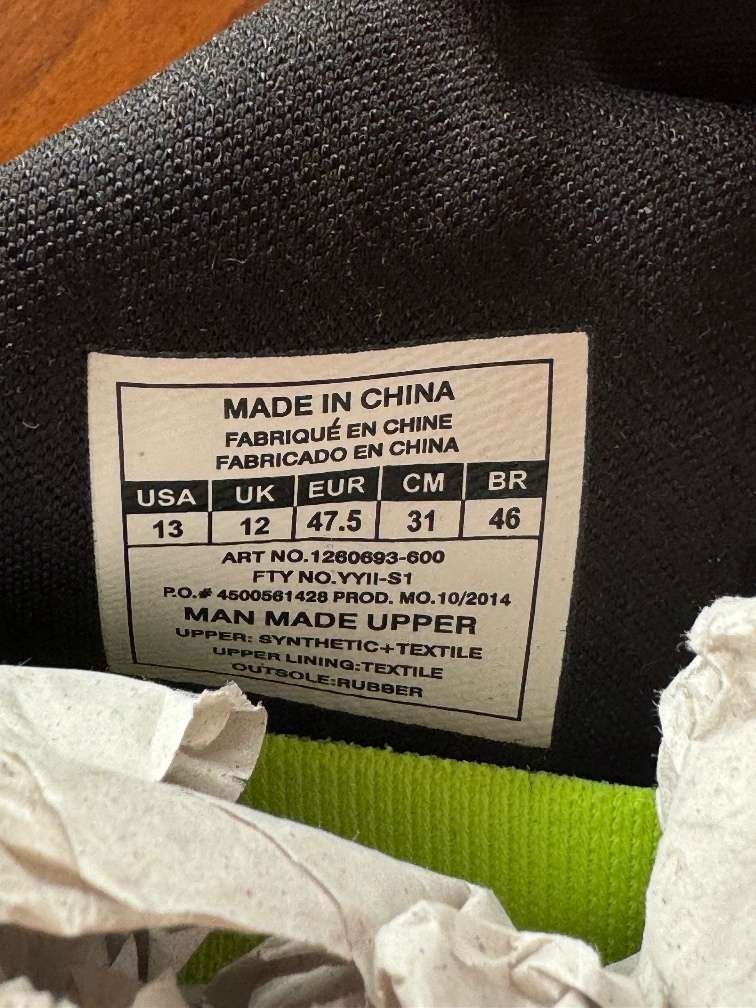 MADE IN CHINA
FABRIQUÉ EN CHINE
FABRICADO EN CHINA
USA UK EUR CM BR
13 12 47.5 31 46
ART NO.1260693-600
FTY NO.YYII-S1
P.O.# 4500561428 PROD. MO.10/2014
MAN MADE UPPER
UPPER: SYNTHETIC+TEXTILE
UPPER LINING:TEXTILE
OUTSOLE:RUBBER